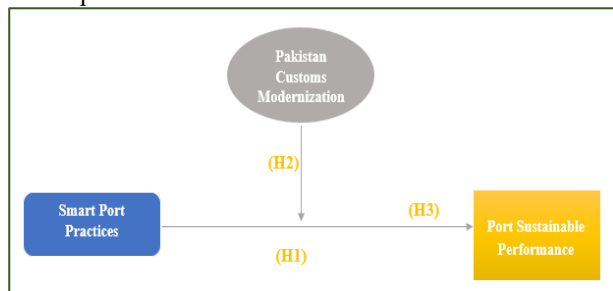 Pakistan
Customs
Modernization
(H2)
(H3)
Smart Port
Practices
Port Sustainable
Performance
(H1)